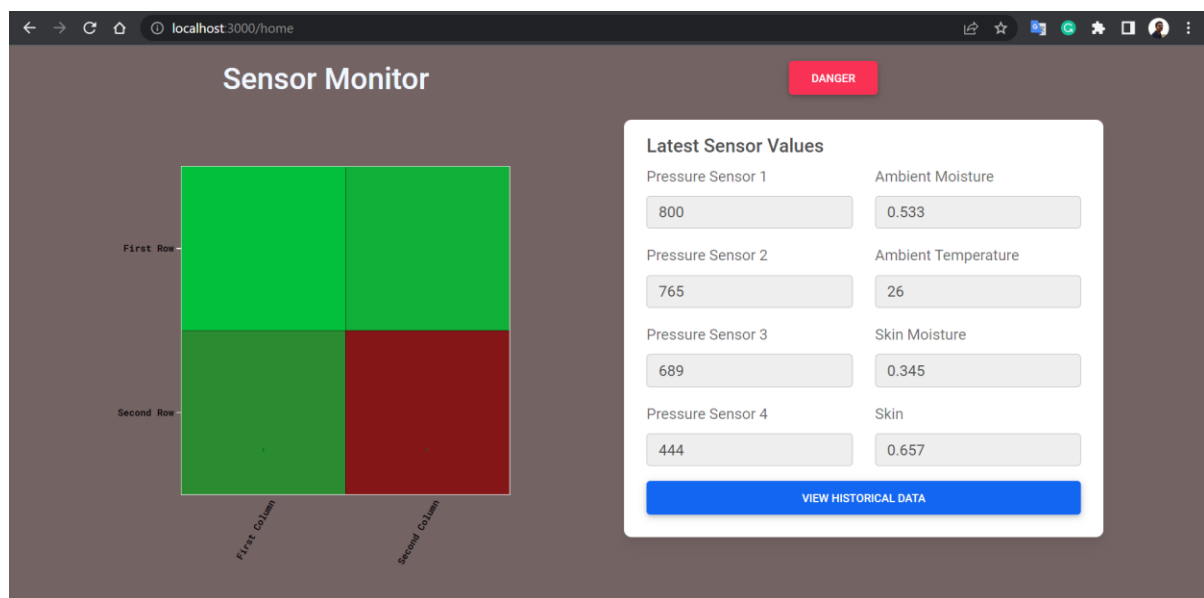 localhost:3000/home
Sensor Monitor
DANGER
First Row
Second Row
First Column
Second Column
Latest Sensor Values
Pressure Sensor 1
800
Ambient Moisture
0.533
Pressure Sensor 2
765
Ambient Temperature
26
Pressure Sensor 3
689
Skin Moisture
0.345
Pressure Sensor 4
444
Skin
0.657
VIEW HISTORICAL DATA